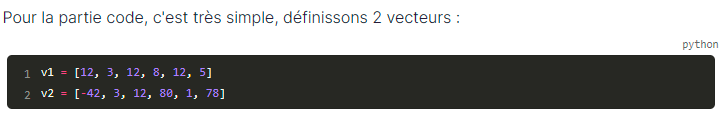 Pour la partie code, c'est très simple, définissons 2 vecteurs :
python
1 v1 = [12, 3, 12, 8, 12, 5]
2 v2 = [-42, 3, 12, 80, 1, 78]